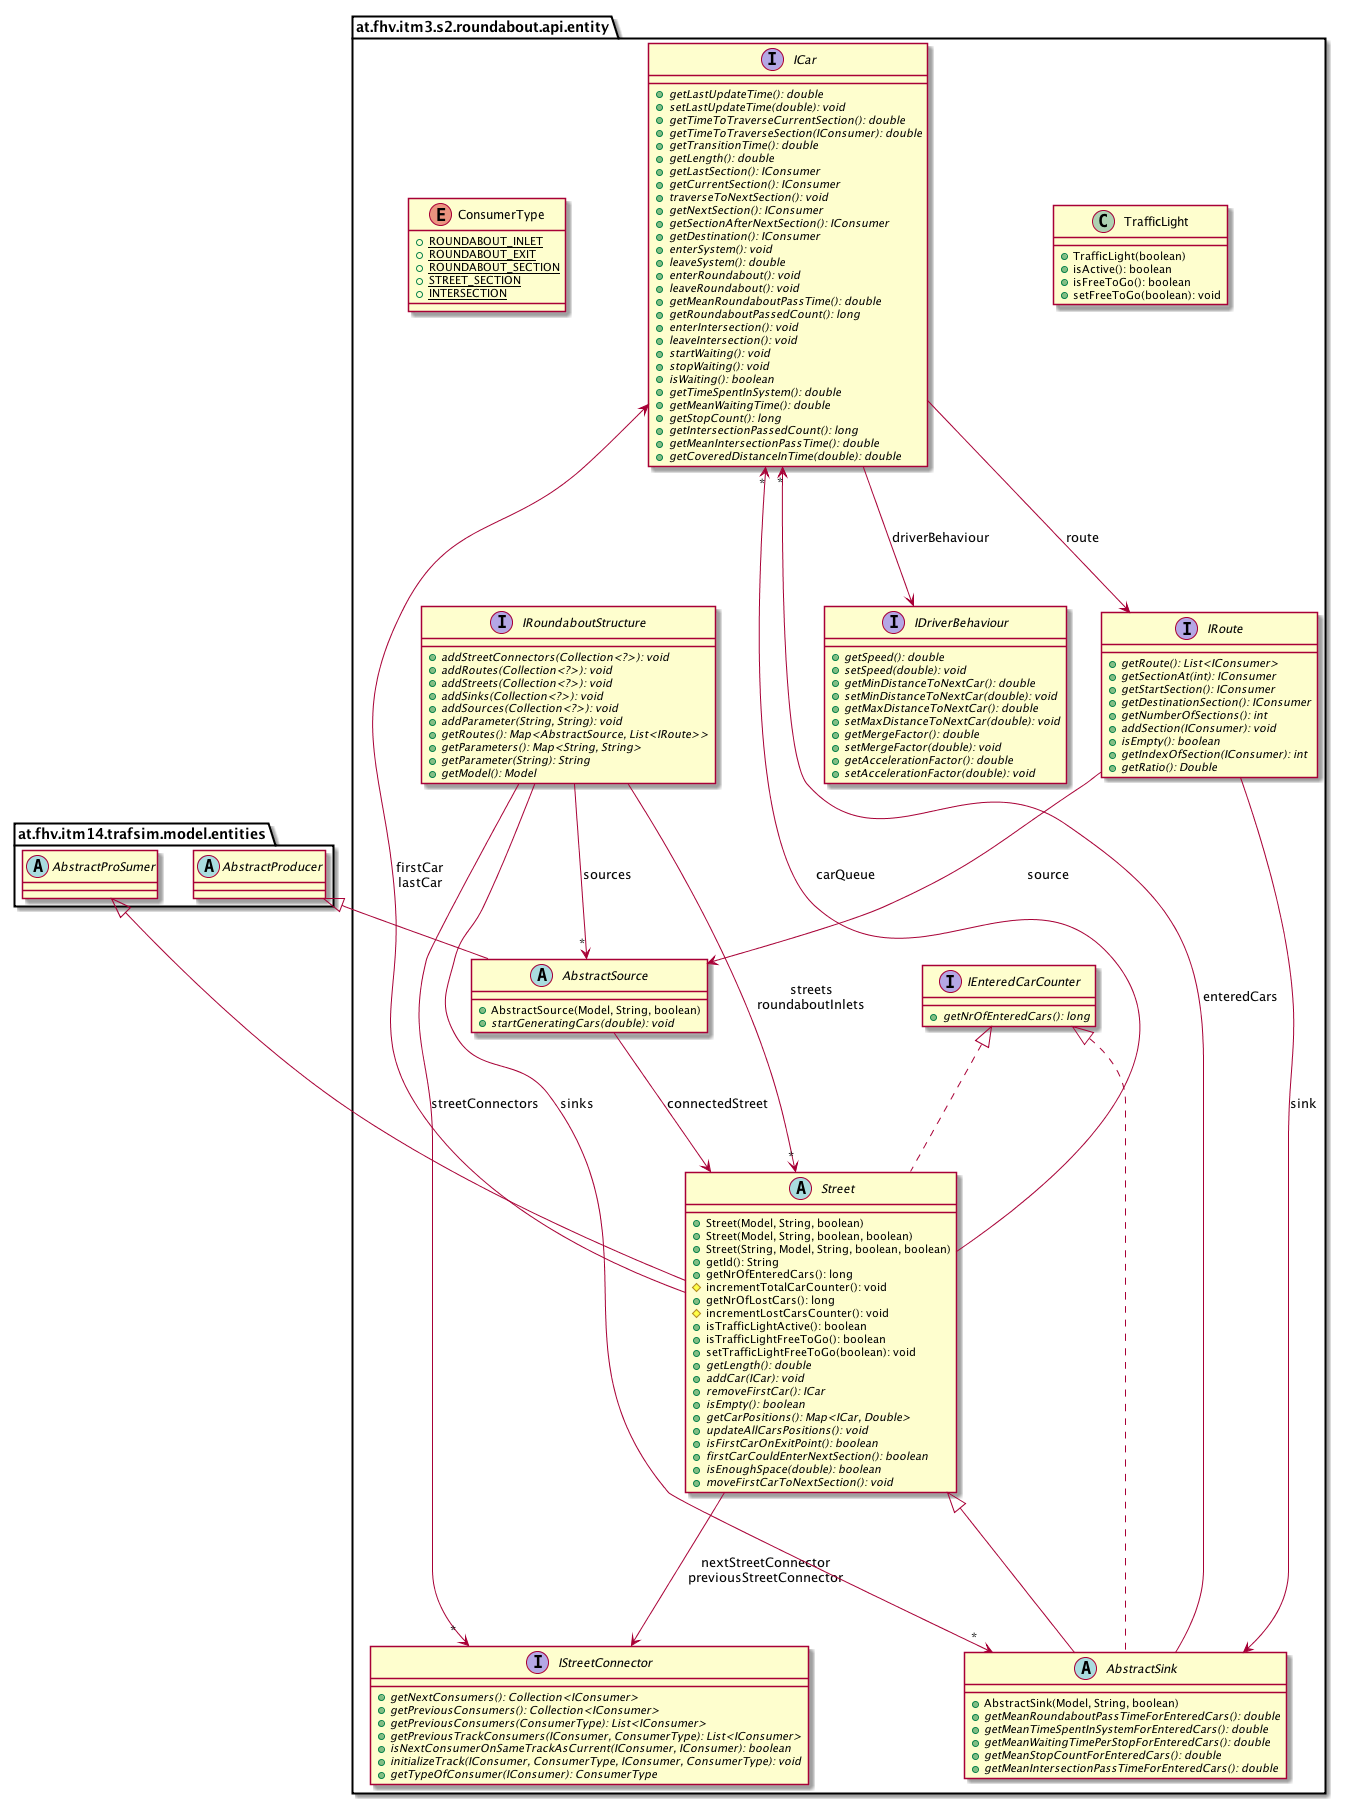 at.fhv.itm3.s2.roundabout.api.entity
I ICar
getLastUpdateTime(): double
setLastUpdateTime(double): void
getTimeToTraverseCurrentSection(): double
getTimeToTraverseSection(IConsumer): double
getTransitionTime(): double
getLength(): double
getLastSection(): IConsumer
getCurrentSection(): IConsumer
traverseToNextSection(): void
getNextSection(): IConsumer
getSectionAfterNextSection(): IConsumer
getDestination(): IConsumer
enterSystem(): void
leaveSystem(): double
enterRoundabout(): void
leaveRoundabout(): void
getMeanRoundaboutPassTime(): double
getRoundaboutPassedCount(): long
enterIntersection(): void
leaveIntersection(): void
startWaiting(): void
stopWaiting(): void
isWaiting(): boolean
getTimeSpentInSystem(): double
getMeanWaitingTime(): double
getStopCount(): long
getIntersectionPassedCount(): long
getMeanIntersectionPassTime(): double
getCoveredDistanceInTime(double): double
E ConsumerType
ROUNDABOUT_INLET
ROUNDABOUT_EXIT
ROUNDABOUT_SECTION
STREET_SECTION
INTERSECTION
C TrafficLight
TrafficLight(boolean)
isActive(): boolean
isFreeToGo(): boolean
setFreeToGo(boolean): void
*
*
driverBehaviour
route
I IRoundaboutStructure
addStreetConnectors(Collection<?>): void
addRoutes(Collection<?>): void
addStreets(Collection<?>): void
addSinks(Collection<?>): void
addSources(Collection<?>): void
addParameter(String, String): void
getRoutes(): Map<AbstractSource, List<IRoute>>
getParameters(): Map<String, String>
getParameter(String): String
getModel(): Model
I IDriverBehaviour
getSpeed(): double
setSpeed(double): void
getMinDistanceToNextCar(): double
setMinDistanceToNextCar(double): void
getMaxDistanceToNextCar(): double
setMaxDistanceToNextCar(double): void
getMergeFactor(): double
setMergeFactor(double): void
getAccelerationFactor(): double
setAccelerationFactor(double): void
I IRoute
getRoute(): List<IConsumer>
getSectionAt(int): IConsumer
getStartSection(): IConsumer
getDestinationSection(): IConsumer
getNumberOfSections(): int
addSection(IConsumer): void
isEmpty(): boolean
getIndexOfSection(IConsumer): int
getRatio(): Double
at.fhv.itm14.trafsim.model.entities
A AbstractProSumer
A AbstractProducer
firstCar
lastCar
sources
carQueue
source
*
A AbstractSource
AbstractSource(Model, String, boolean)
startGeneratingCars(double): void
streets
roundaboutInlets
I IEnteredCarCounter
getNrOfEnteredCars(): long
enteredCars
streetConnectors
sinks
connectedStreet
sink
*
A Street
Street(Model, String, boolean)
Street(Model, String, boolean, boolean)
Street(String, Model, String, boolean, boolean)
getId(): String
getNrOfEnteredCars(): long
incrementTotalCarCounter(): void
getNrOfLostCars(): long
incrementLostCarsCounter(): void
isTrafficLightActive(): boolean
isTrafficLightFreeToGo(): boolean
setTrafficLightFreeToGo(boolean): void
getLength(): double
addCar(ICar): void
removeFirstCar(): ICar
isEmpty(): boolean
getCarPositions(): Map<ICar, Double>
updateAllCarsPositions(): void
isFirstCarOnExitPoint(): boolean
firstCarCouldEnterNextSection(): boolean
isEnoughSpace(double): boolean
moveFirstCarToNextSection(): void
nextStreetConnector
previousStreetConnector
*
*
I IStreetConnector
getNextConsumers(): Collection<IConsumer>
getPreviousConsumers(): Collection<IConsumer>
getPreviousConsumers(ConsumerType): List<IConsumer>
getPreviousTrackConsumers(IConsumer, ConsumerType): List<IConsumer>
isNextConsumerOnSameTrackAsCurrent(IConsumer, IConsumer): boolean
initializeTrack(IConsumer, ConsumerType, IConsumer, ConsumerType): void
getTypeOfConsumer(IConsumer): ConsumerType
A AbstractSink
AbstractSink(Model, String, boolean)
getMeanRoundaboutPassTimeForEnteredCars(): double
getMeanTimeSpentInSystemForEnteredCars(): double
getMeanWaitingTimePerStopForEnteredCars(): double
getMeanStopCountForEnteredCars(): double
getMeanIntersectionPassTimeForEnteredCars(): double